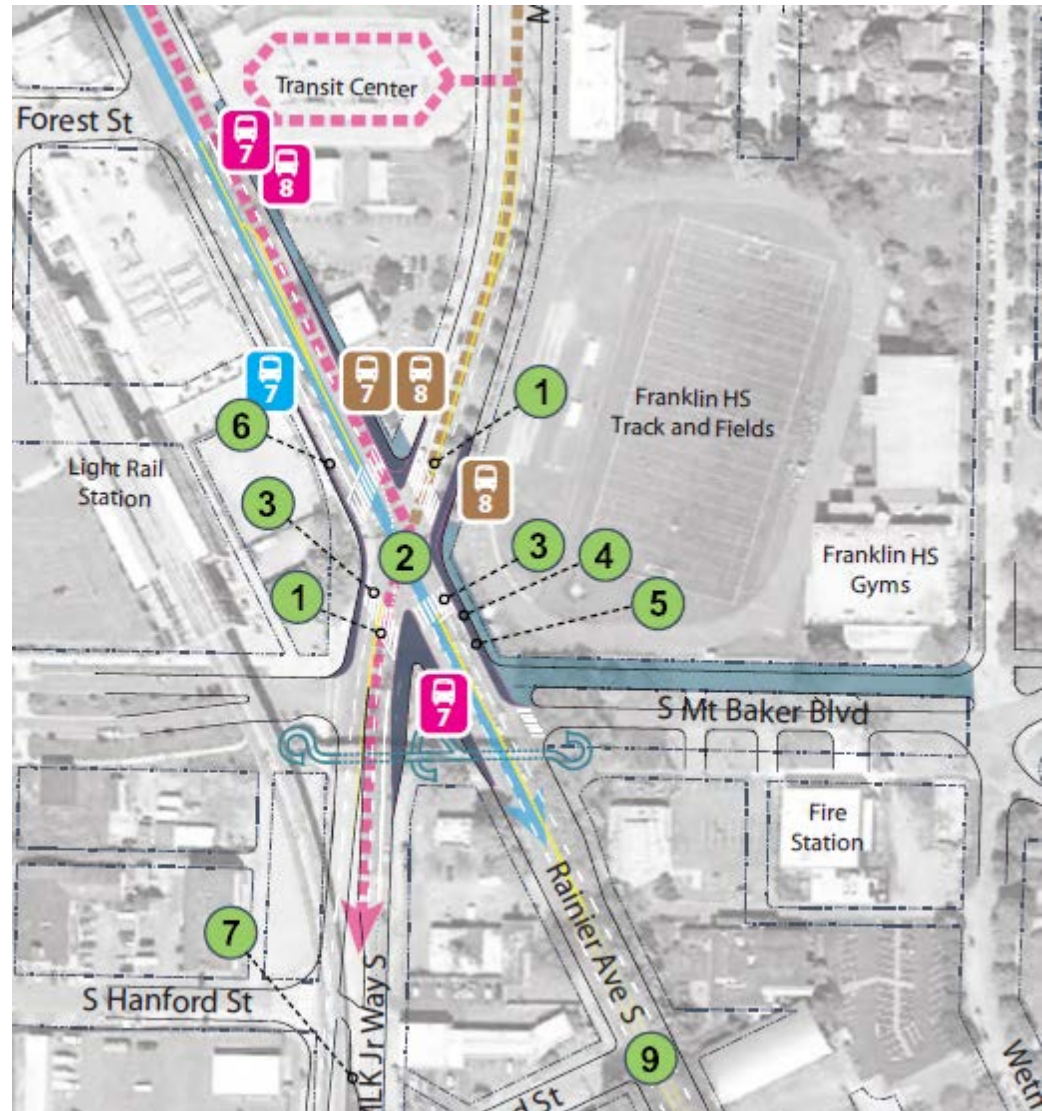 M
Transit Center
Forest St
7
8
7
7
8
1
6
Franklin HS
Track and Fields
Light Rail
Station
8
3
2
3
4
Franklin HS
Gyms
1
5
7
S Mt Baker Blvd
Fire
Station
Rainier Ave S
7
S Hanford St
MLK Jr Way S
9
d St
Wetm